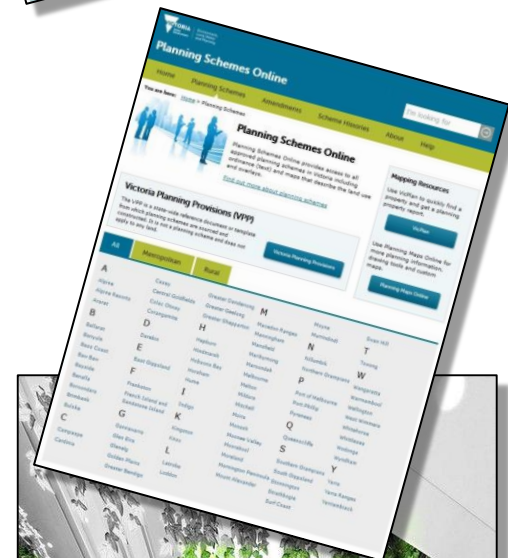 VICTORIA
Planning Schemes Online
I'm looking for
Home Planning Schemes Amendments Scheme Histories About Help
You are here: Home > Planning Schemes
Planning Schemes Online
Planning Schemes Online provides access to all
approved planning schemes in Victoria including
ordinance (text) and maps that describe the land use
and overlays.
Find out more about planning schemes
Mapping Resources
Use VicPlan to quickly find a
property and get a planning
property report.
VicPlan
Use Planning Maps Online for
more planning information,
drawing tools and custom
maps.
Planning Maps Online
Victoria Planning Provisions (VPP)
The VPP is a state-wide reference document or template
from which planning schemes are sourced and
constructed. It is not a planning scheme and does not
apply to any land.
Victoria Planning Provisions
All Metropolitan Rural
A
Alpine
Alpine Resorts
Ararat
B
Ballarat
Banyule
Bass Coast
Baw Baw
Bayside
Benalla
Boroondara
Brimbank
Buloke
C
Campaspe
Cardinia
Casey
Central Goldfields
Colac Otway
Corangamite
D
Darebin
E
East Gippsland
F
Frankston
French Island and
Sandstone Island
G
Gannawarra
Glen Eira
Glenelg
Golden Plains
Greater Bendigo
Greater Dandenong
Greater Geelong
Greater Shepparton
H
Hepburn
Hindmarsh
Hobsons Bay
Horsham
Hume
I
Indigo
K
Kingston
Knox
L
Latrobe
Loddon
M
Macedon Ranges
Manningham
Mansfield
Maribyrnong
Maroondah
Melbourne
Melton
Mildura
Mitchell
Moira
Monash
Moonee Valley
Moorabool
Moreland
Mornington Peninsula
Mount Alexander
Moyne
Murrindindi
N
Nillumbik
Northern Grampians
P
Port of Melbourne
Port Phillip
Pyrenees
Q
Queenscliffe
S
Southern Grampians
South Gippsland
Stonnington
Strathbogie
Surf Coast
Swan Hill
T
Towong
W
Wangaratta
Warrnambool
Wellington
West Wimmera
Whitehorse
Whittlesea
Wodonga
Wyndham
Y
Yarra
Yarra Ranges
Yarriambiack